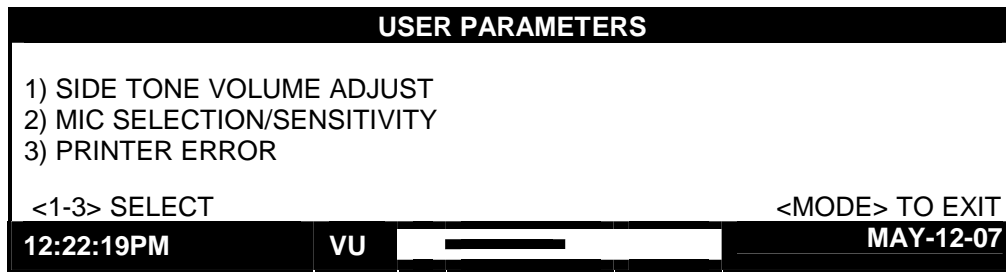 USER PARAMETERS
1) SIDE TONE VOLUME ADJUST
2) MIC SELECTION/SENSITIVITY
3) PRINTER ERROR
<1-3> SELECT <MODE> TO EXIT
12:22:19PM VU MAY-12-07